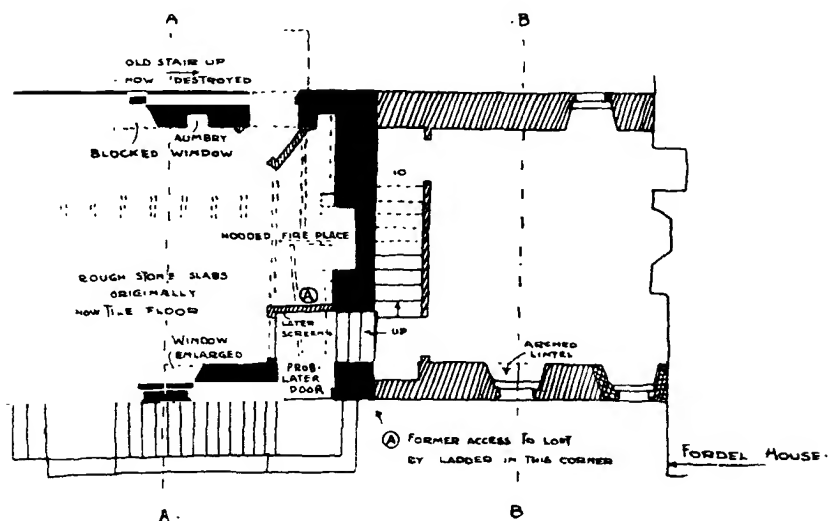 A
B
OLD STAIR UP
NOW DESTROYED
BLOCKED
AUMBRY
WINDOW
10
HOODED FIRE PLACE
ROUGH STONE SLABS
ORIGINALLY
NOW TILE FLOOR
A
LATER
SCREEN
UP
WINDOW
ENLARGED
PROB.
LATER
DOOR
ARCHED
LINTEL
A FORMER ACCESS TO LOFT
BY LADDER IN THIS CORNER
FORDEL HOUSE.
A.
B